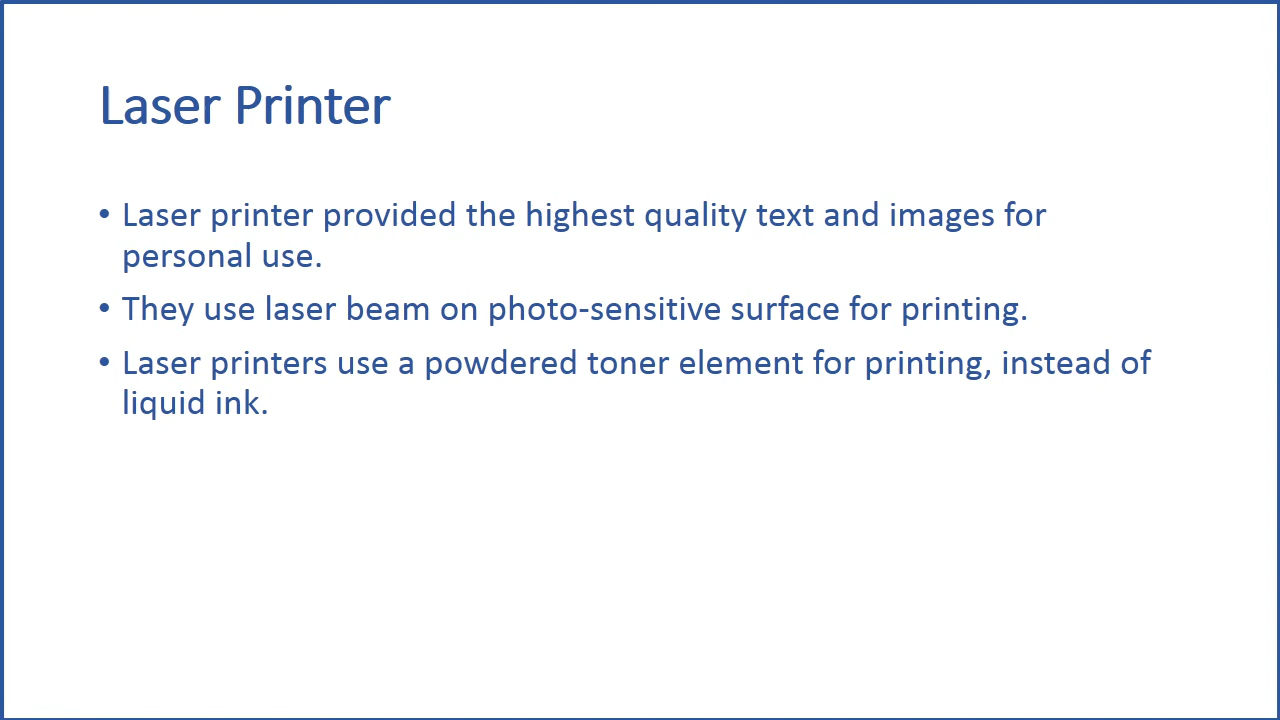 Laser Printer
• Laser printer provided the highest quality text and images for
personal use.
• They use laser beam on photo-sensitive surface for printing.
• Laser printers use a powdered toner element for printing, instead of
liquid ink.